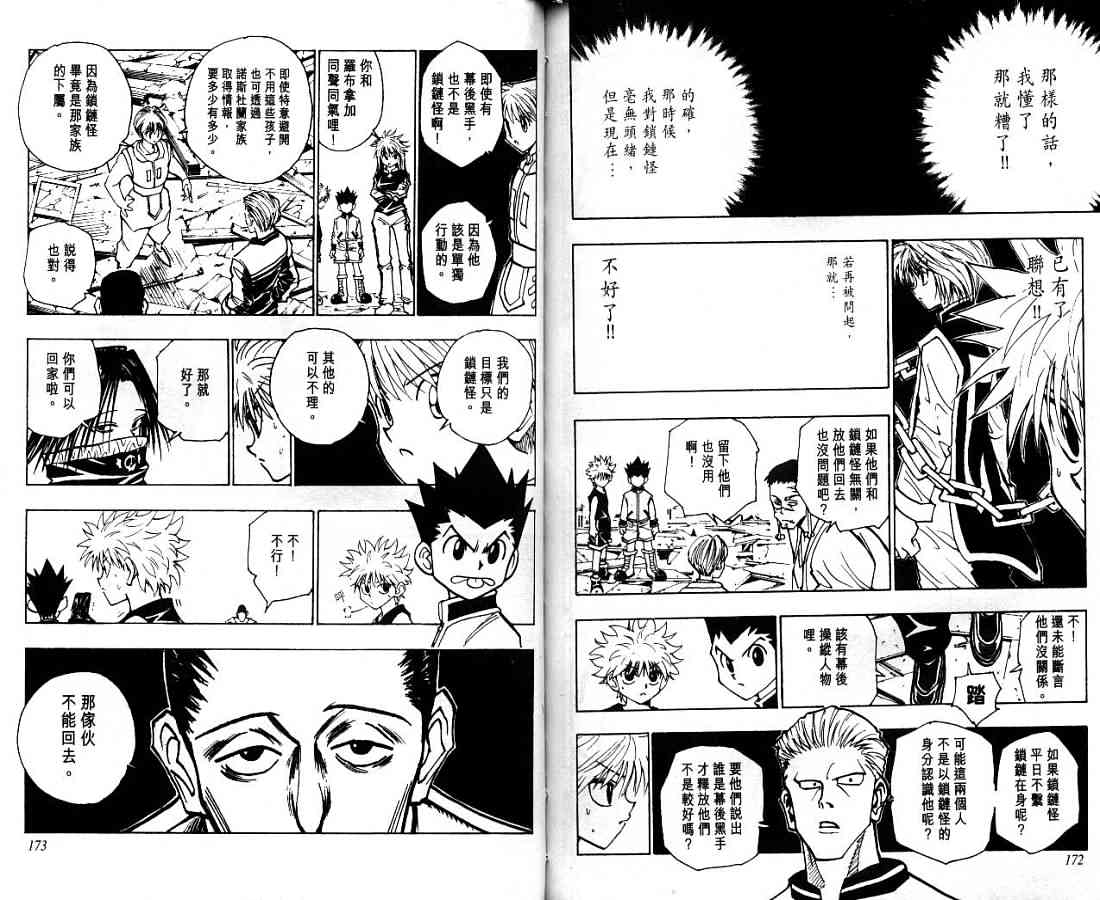 那樣的話，
我懂了
那就糟了!!
的確，
那時候
我對鎖鏈怪
毫無頭緒，
但是現在…
已有了
聯想!!
若再被問起，
那就…
不好了!!
如果他們和
鎖鏈怪無關，
放他們回去
也沒問題吧？
留下他們
也沒用
啊！
不！
還未能斷言
他們沒關係。
該有幕後
操縱人物
哩。
踏
如果鎖鏈怪
平日不繫
鎖鏈在身呢？
可能這兩個人
不是以鎖鏈怪的
身分認識他呢？
要他們說出
誰是幕後黑手
才釋放他們
不是較好嗎？
172
即使有
幕後黑手，
也不是
鎖鏈怪啊！
因為他
該是單獨
行動的。
你和
羅布拿加
同聲同氣哩！
即使特意避開
不用這些孩子，
也可透過
諾斯杜蘭家族
取得情報，
要多少有多少。
因為鎖鏈怪
畢竟是那家族
的下屬。
說得
也對。
我們的
目標只是
鎖鏈怪。
其他的
可以不理。
那就
好了。
你們可以
回家啦。
不！
不行！
那傢伙
不能回去。
173